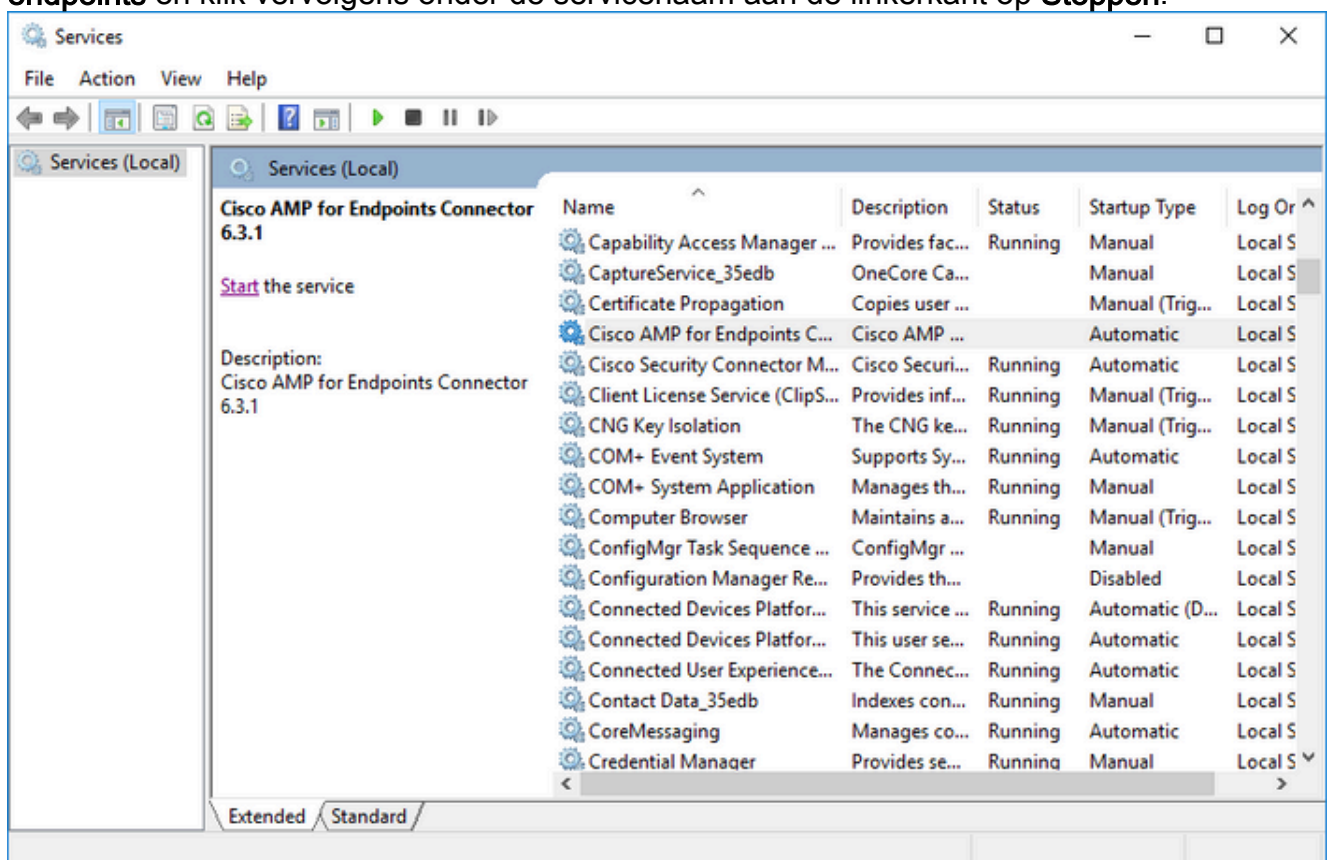 endpoints en klik vervolgens onder de servicenaam aan de linkerkant op Stoppen.
Services
File Action View Help
Services (Local)
Services (Local)
Cisco AMP for Endpoints Connector
6.3.1
Start the service
Description:
Cisco AMP for Endpoints Connector
6.3.1
Name Description Status Startup Type Log Or
Capability Access Manager ... Provides fac... Running Manual Local S
CaptureService_35edb OneCore Ca... Manual Local S
Certificate Propagation Copies user ... Manual (Trig... Local S
Cisco AMP for Endpoints C... Cisco AMP ... Automatic Local S
Cisco Security Connector M... Cisco Securi... Running Automatic Local S
Client License Service (ClipS... Provides inf... Running Manual (Trig... Local S
CNG Key Isolation The CNG ke... Running Manual (Trig... Local S
COM+ Event System Supports Sy... Running Automatic Local S
COM+ System Application Manages th... Running Manual Local S
Computer Browser Maintains a... Running Manual (Trig... Local S
ConfigMgr Task Sequence ... ConfigMgr ... Manual Local S
Configuration Manager Re... Provides th... Disabled Local S
Connected Devices Platfor... This service ... Running Automatic (D... Local S
Connected Devices Platfor... This user se... Running Automatic Local S
Connected User Experience... The Connec... Running Automatic Local S
Contact Data_35edb Indexes con... Running Manual Local S
CoreMessaging Manages co... Running Automatic Local S
Credential Manager Provides se... Running Manual Local S
Extended Standard